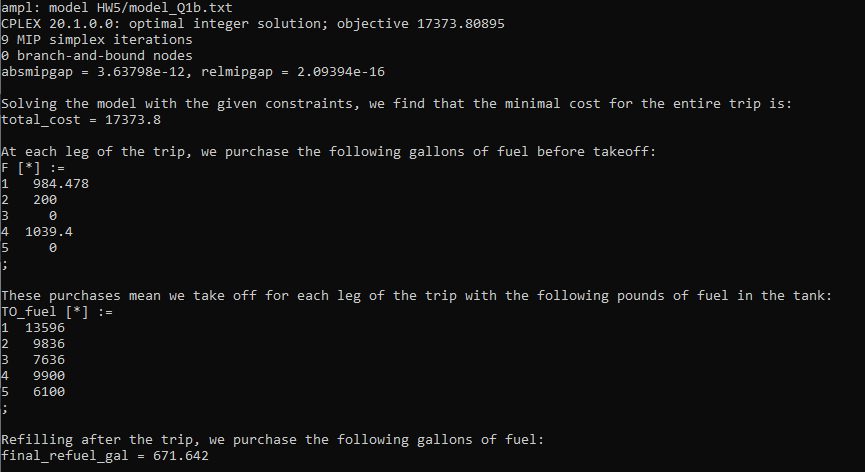 ampl: model HW5/model_Q1b.txt
CPLEX 20.1.0.0: optimal integer solution; objective 17373.80895
9 MIP simplex iterations
0 branch-and-bound nodes
absmipgap = 3.63798e-12, relmipgap = 2.09394e-16

Solving the model with the given constraints, we find that the minimal cost for the entire trip is:
total_cost = 17373.8

At each leg of the trip, we purchase the following gallons of fuel before takeoff:
F [*] :=
1   984.478
2   200
3     0
4  1039.4
5     0
;

These purchases mean we take off for each leg of the trip with the following pounds of fuel in the tank:
TO_fuel [*] :=
1  13596
2   9836
3   7636
4   9900
5   6100
;

Refilling after the trip, we purchase the following gallons of fuel:
final_refuel_gal = 671.642